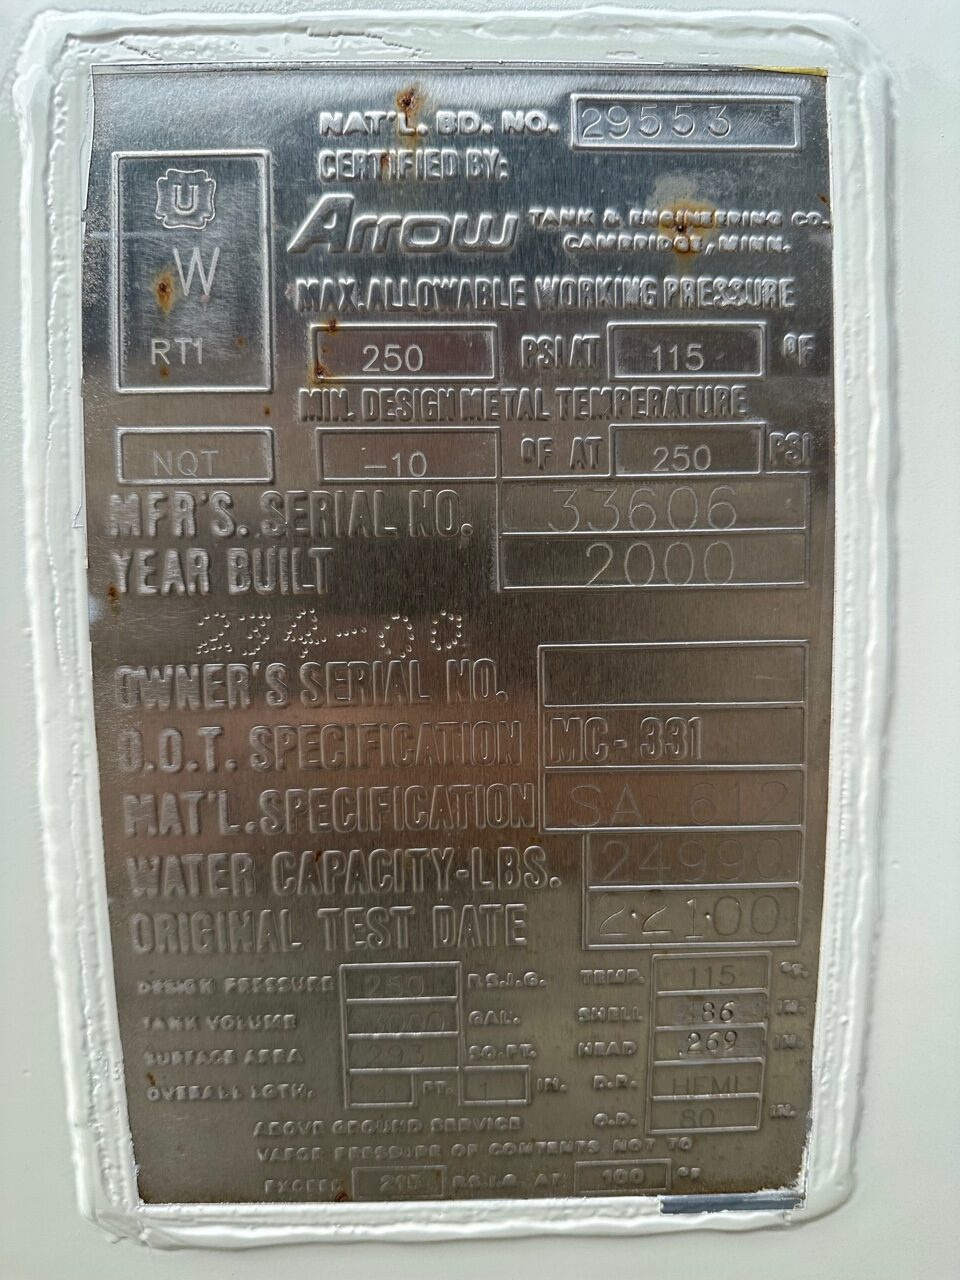 NAT'L. BD. NO. 29553
CERTIFIED BY:
U
W
RT1
Arrow TANK & ENGINEERING CO.
CAMBRIDGE, MINN.
MAX. ALLOWABLE WORKING PRESSURE
250 PSI AT 115 °F
MIN. DESIGN METAL TEMPERATURE
NQT -10 °F AT 250 PSI
MFR'S. SERIAL NO. 33606
YEAR BUILT 2000
234-00
OWNER'S SERIAL NO.
D.O.T. SPECIFICATION MC-331
MAT'L. SPECIFICATION SA 612
WATER CAPACITY-LBS. 24990
ORIGINAL TEST DATE 2·21·00
DESIGN PRESSURE 250 P.S.I.G. TEMP. 115 °F.
TANK VOLUME 3000 GAL. SHELL .486 IN.
SURFACE AREA 293 SQ.FT. HEAD .269 IN.
OVERALL LGTH. FT. 1 IN. D.R. HEMI
O.D. 80 IN.
ABOVE GROUND SERVICE
VAPOR PRESSURE OF CONTENTS NOT TO
EXCEED 215 P.S.I.G. AT 100 °F